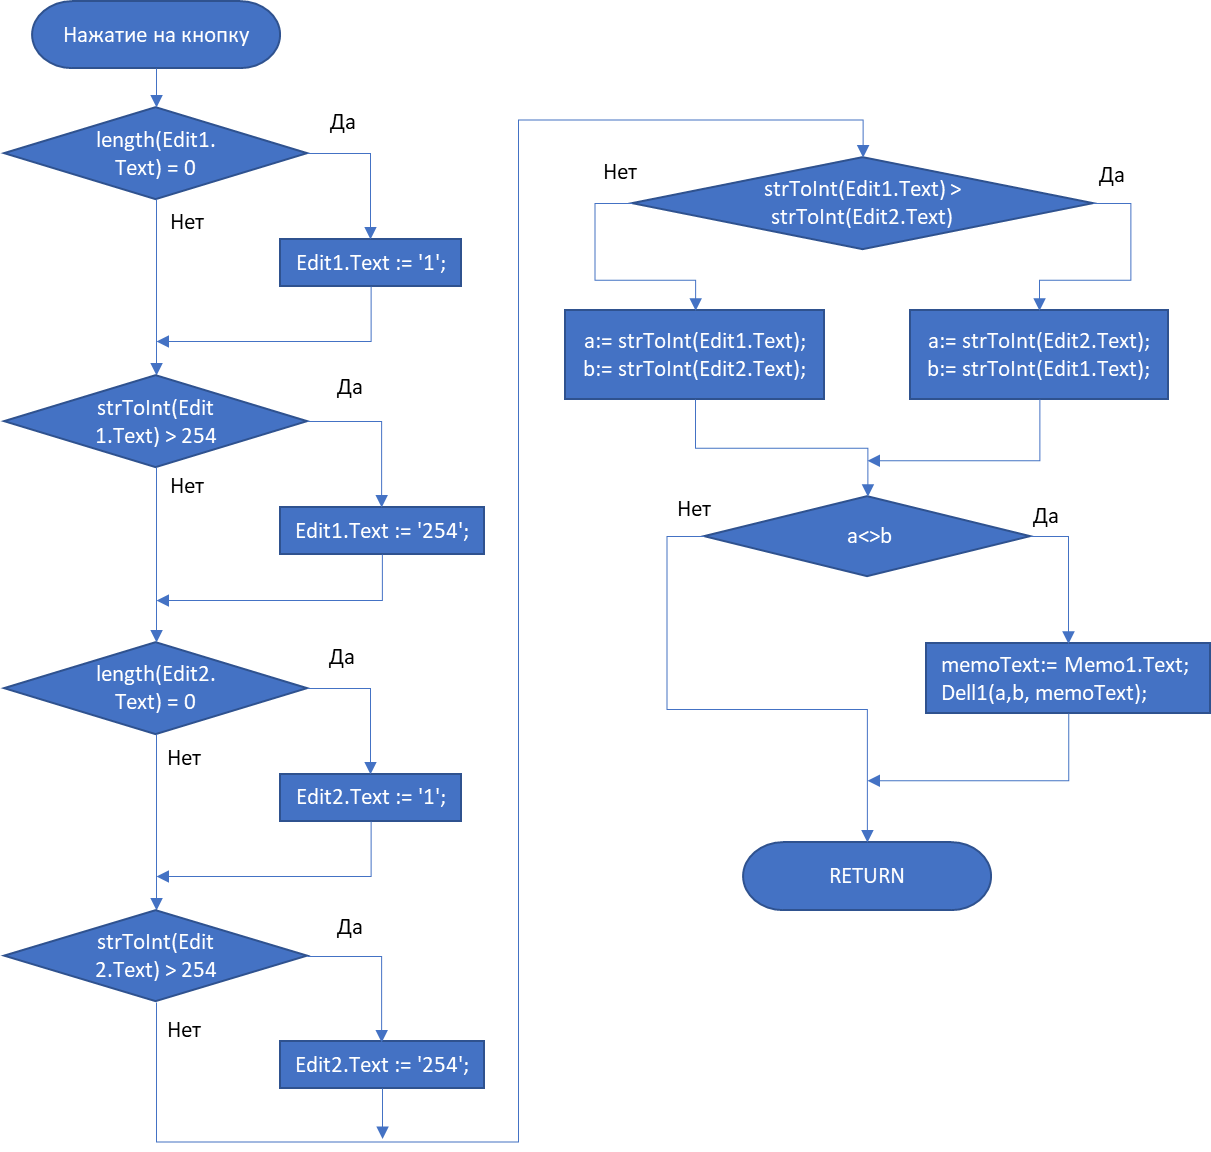 Нажатие на кнопку
length(Edit1.
Text) = 0
Да
Нет
Edit1.Text := '1';
strToInt(Edit
1.Text) > 254
Да
Нет
Edit1.Text := '254';
length(Edit2.
Text) = 0
Да
Нет
Edit2.Text := '1';
strToInt(Edit
2.Text) > 254
Да
Нет
Edit2.Text := '254';
strToInt(Edit1.Text) >
strToInt(Edit2.Text)
Нет
Да
a:= strToInt(Edit1.Text);
b:= strToInt(Edit2.Text);
a:= strToInt(Edit2.Text);
b:= strToInt(Edit1.Text);
a<>b
Нет
Да
memoText:= Memo1.Text;
Dell1(a,b, memoText);
RETURN